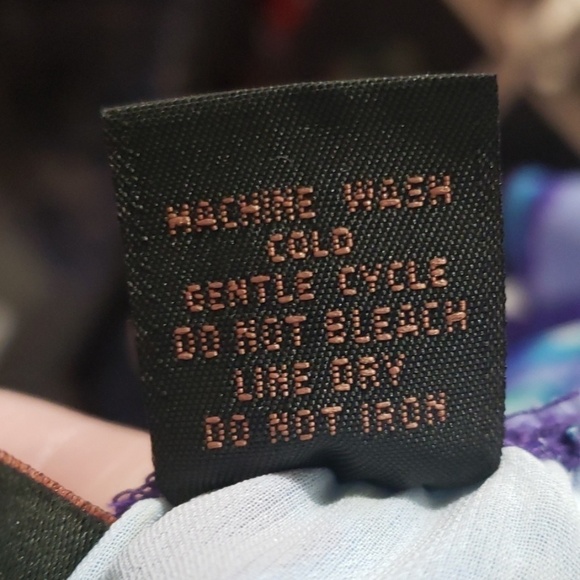 MACHINE WASH
COLD
GENTLE CYCLE
DO NOT BLEACH
LINE DRY
DO NOT IRON